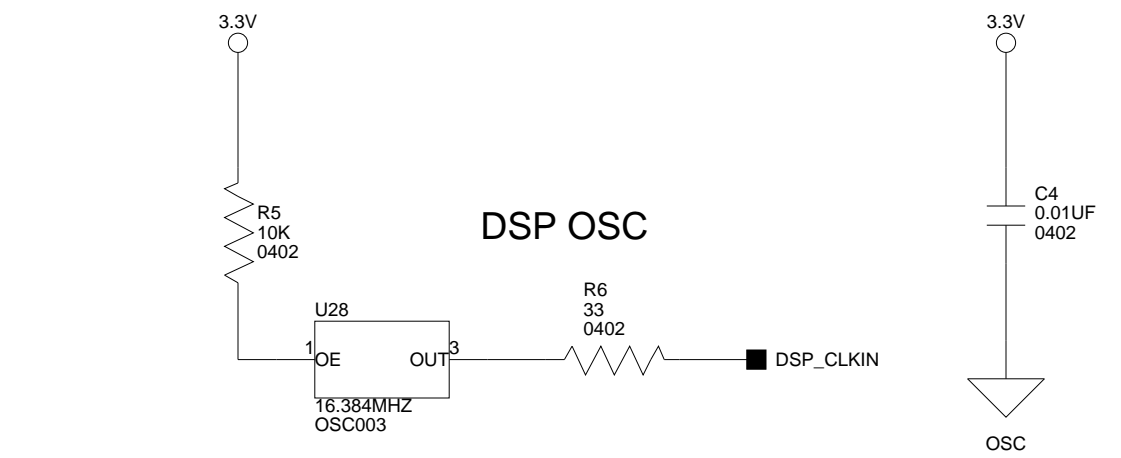 3.3V
3.3V
R5
10K
0402
DSP OSC
C4
0.01UF
0402
R6
33
0402
U28
1
OE
OUT
3
DSP_CLKIN
16.384MHZ
OSC003
OSC